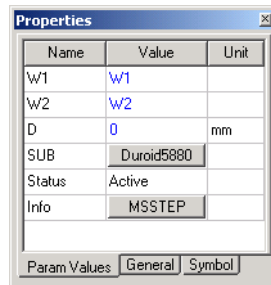 Properties
Name Value Unit
W1 W1
W2 W2
D 0 mm
SUB Duroid5880
Status Active
Info MSSTEP
Param Values General Symbol